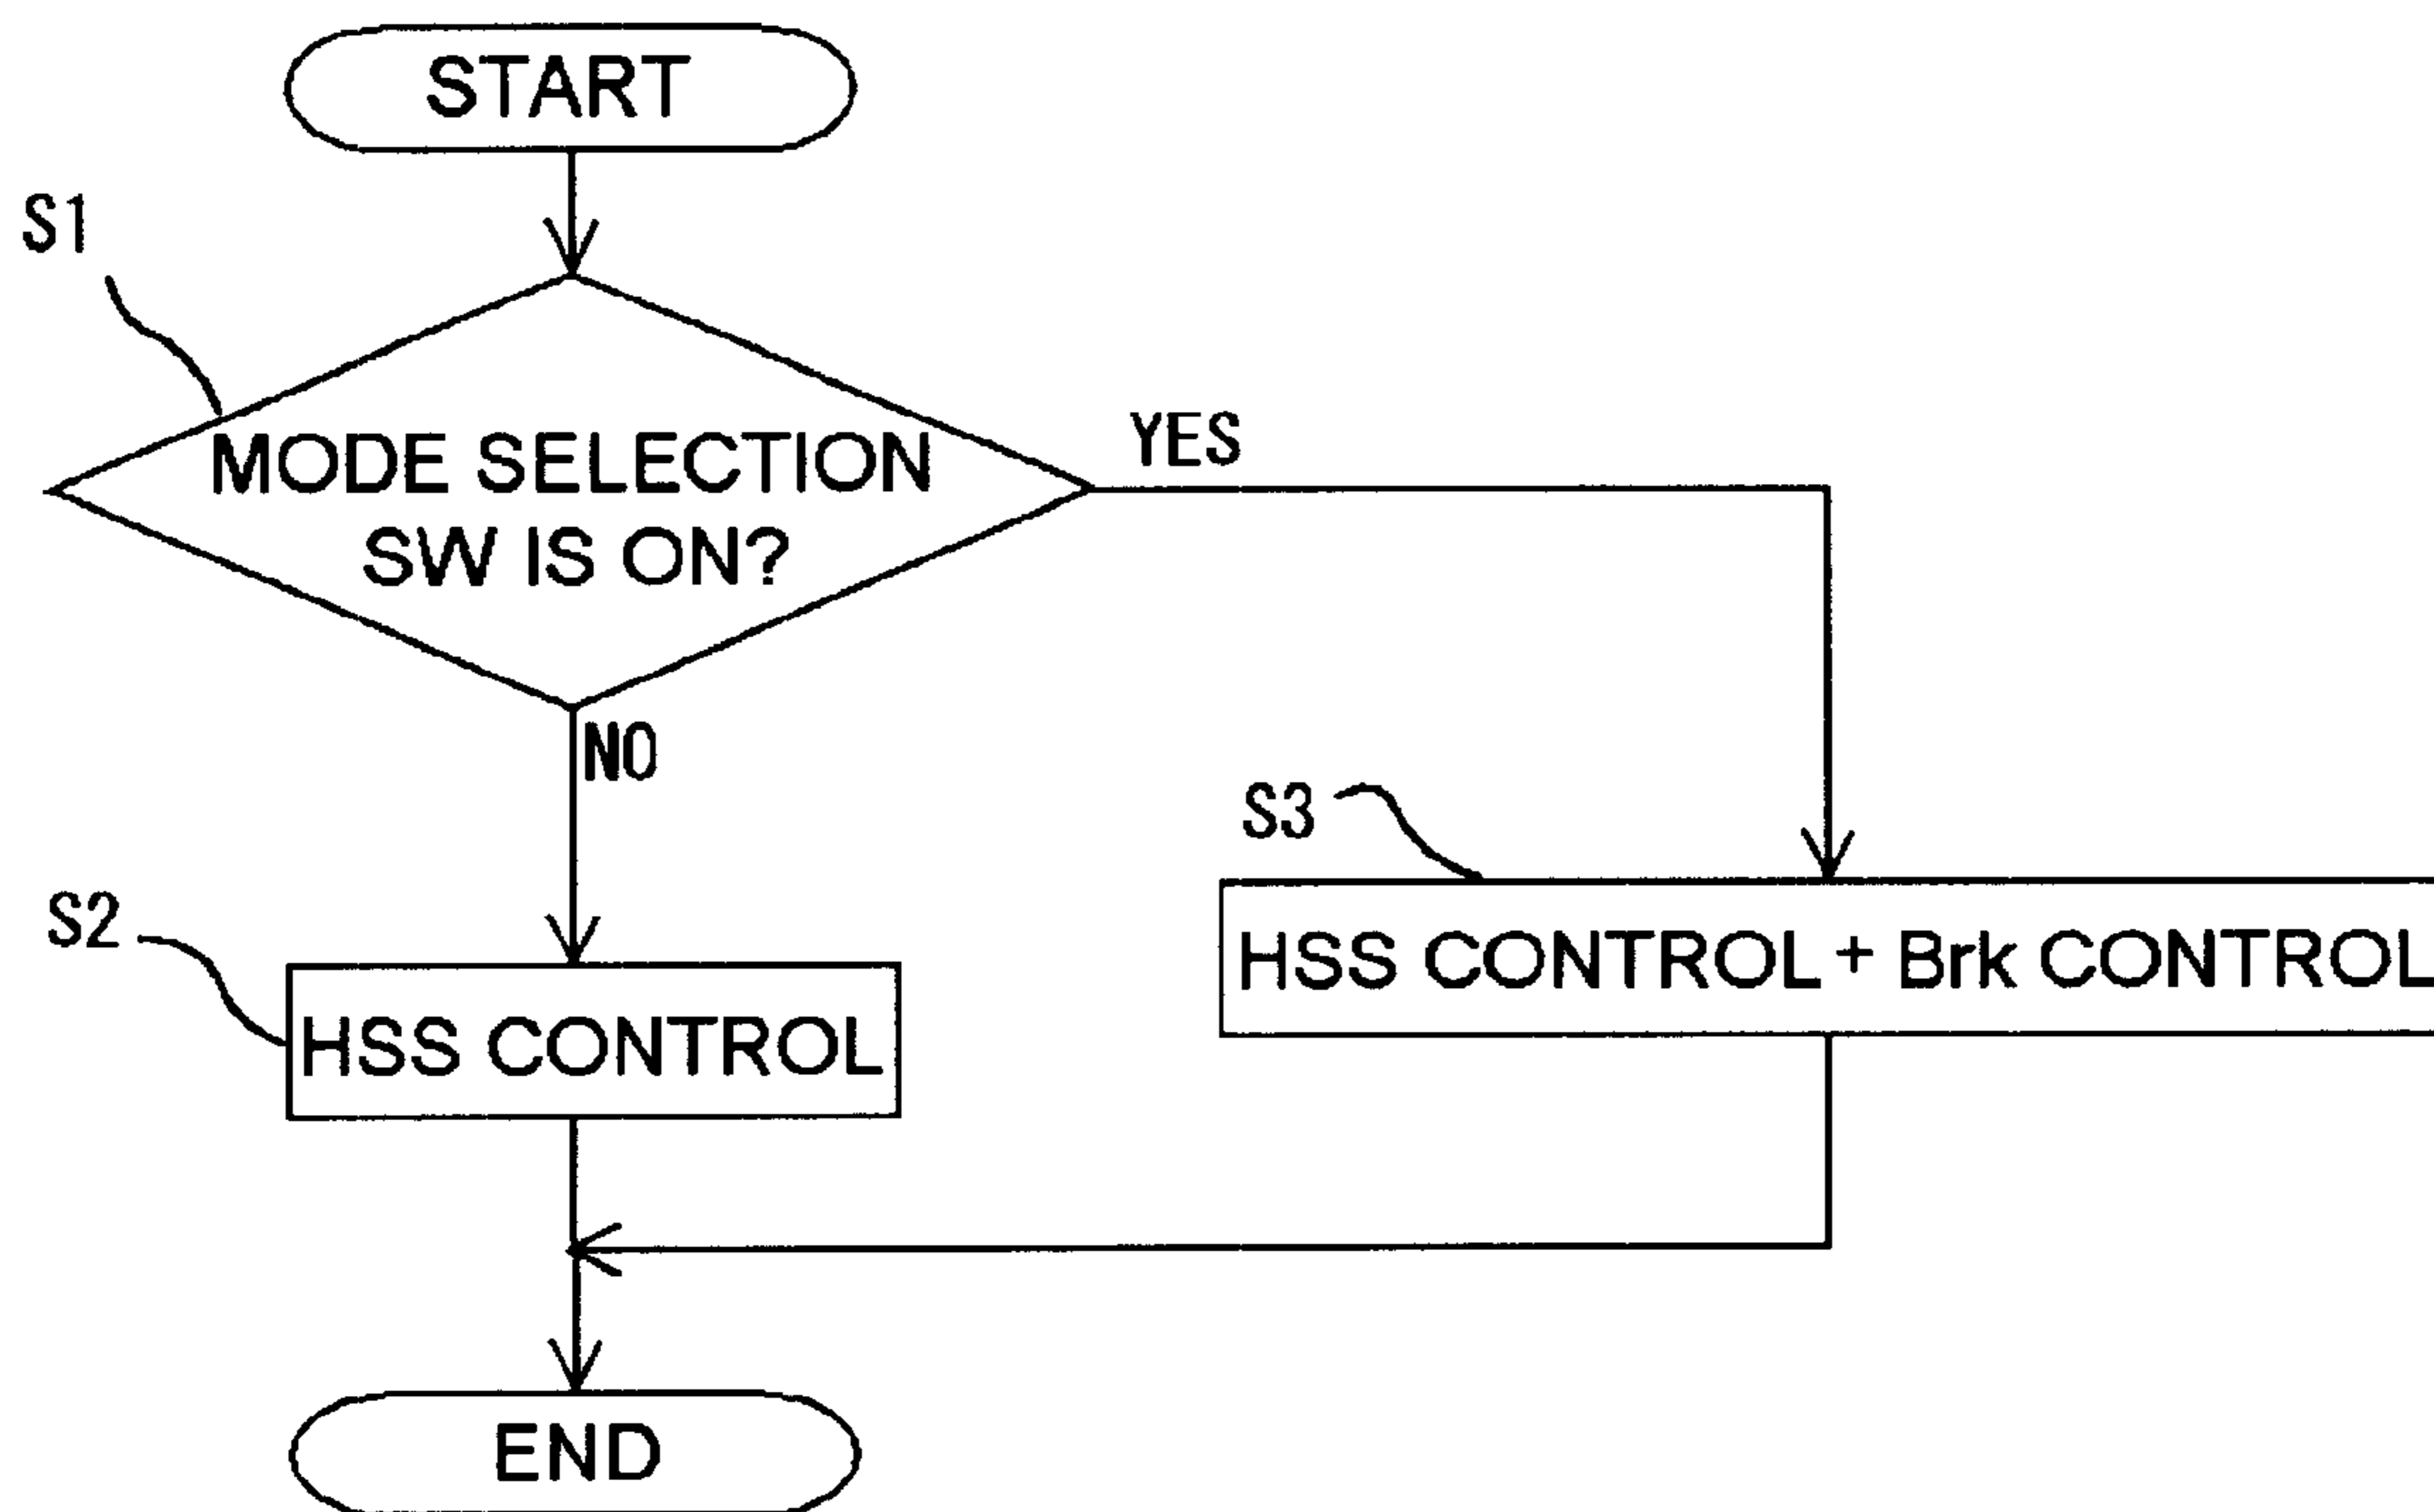 START
S1
MODE SELECTION
SW IS ON?
YES
NO
S3
HSS CONTROL + Brk CONTROL
S2
HSS CONTROL
END